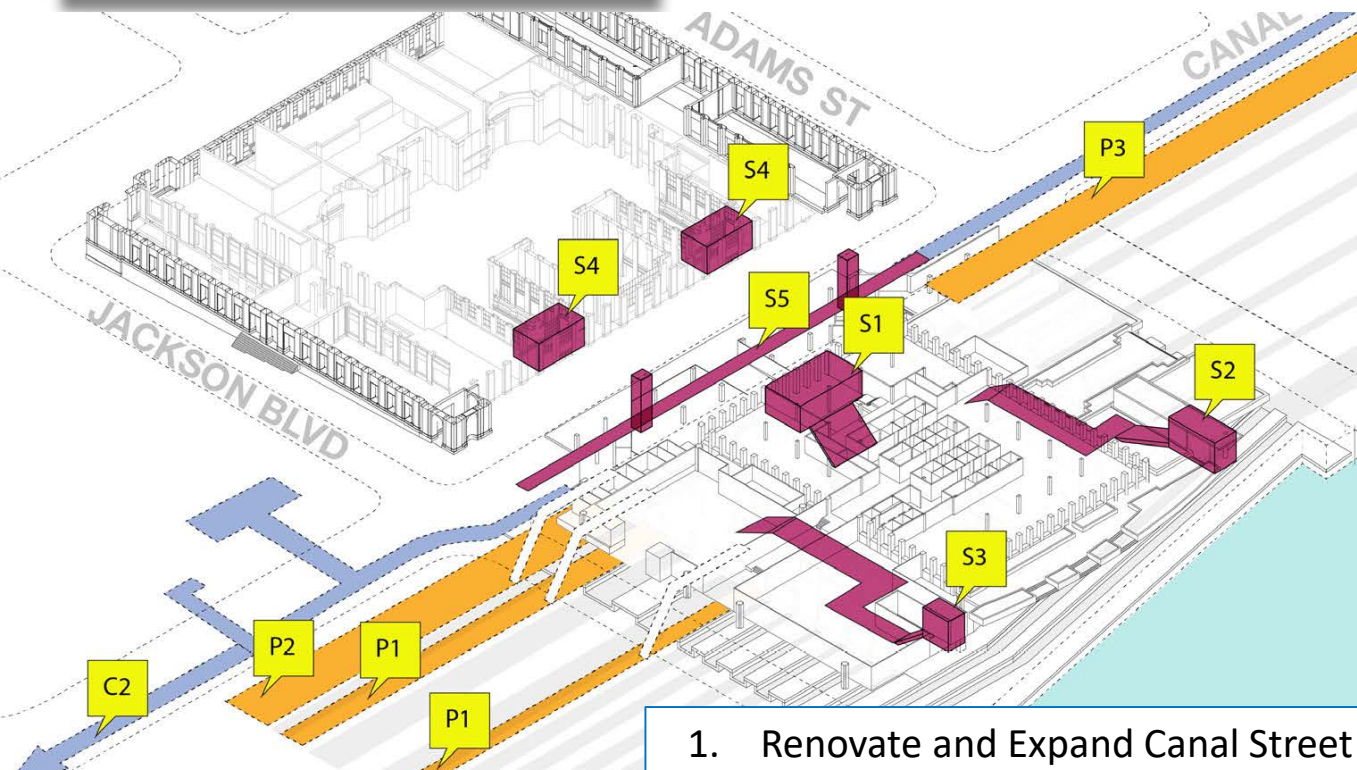 ADAMS ST
CANAL
P3
S4
S4
S5
S1
S2
JACKSON BLVD
S3
P2
P1
C2
P1
1. Renovate and Expand Canal Street